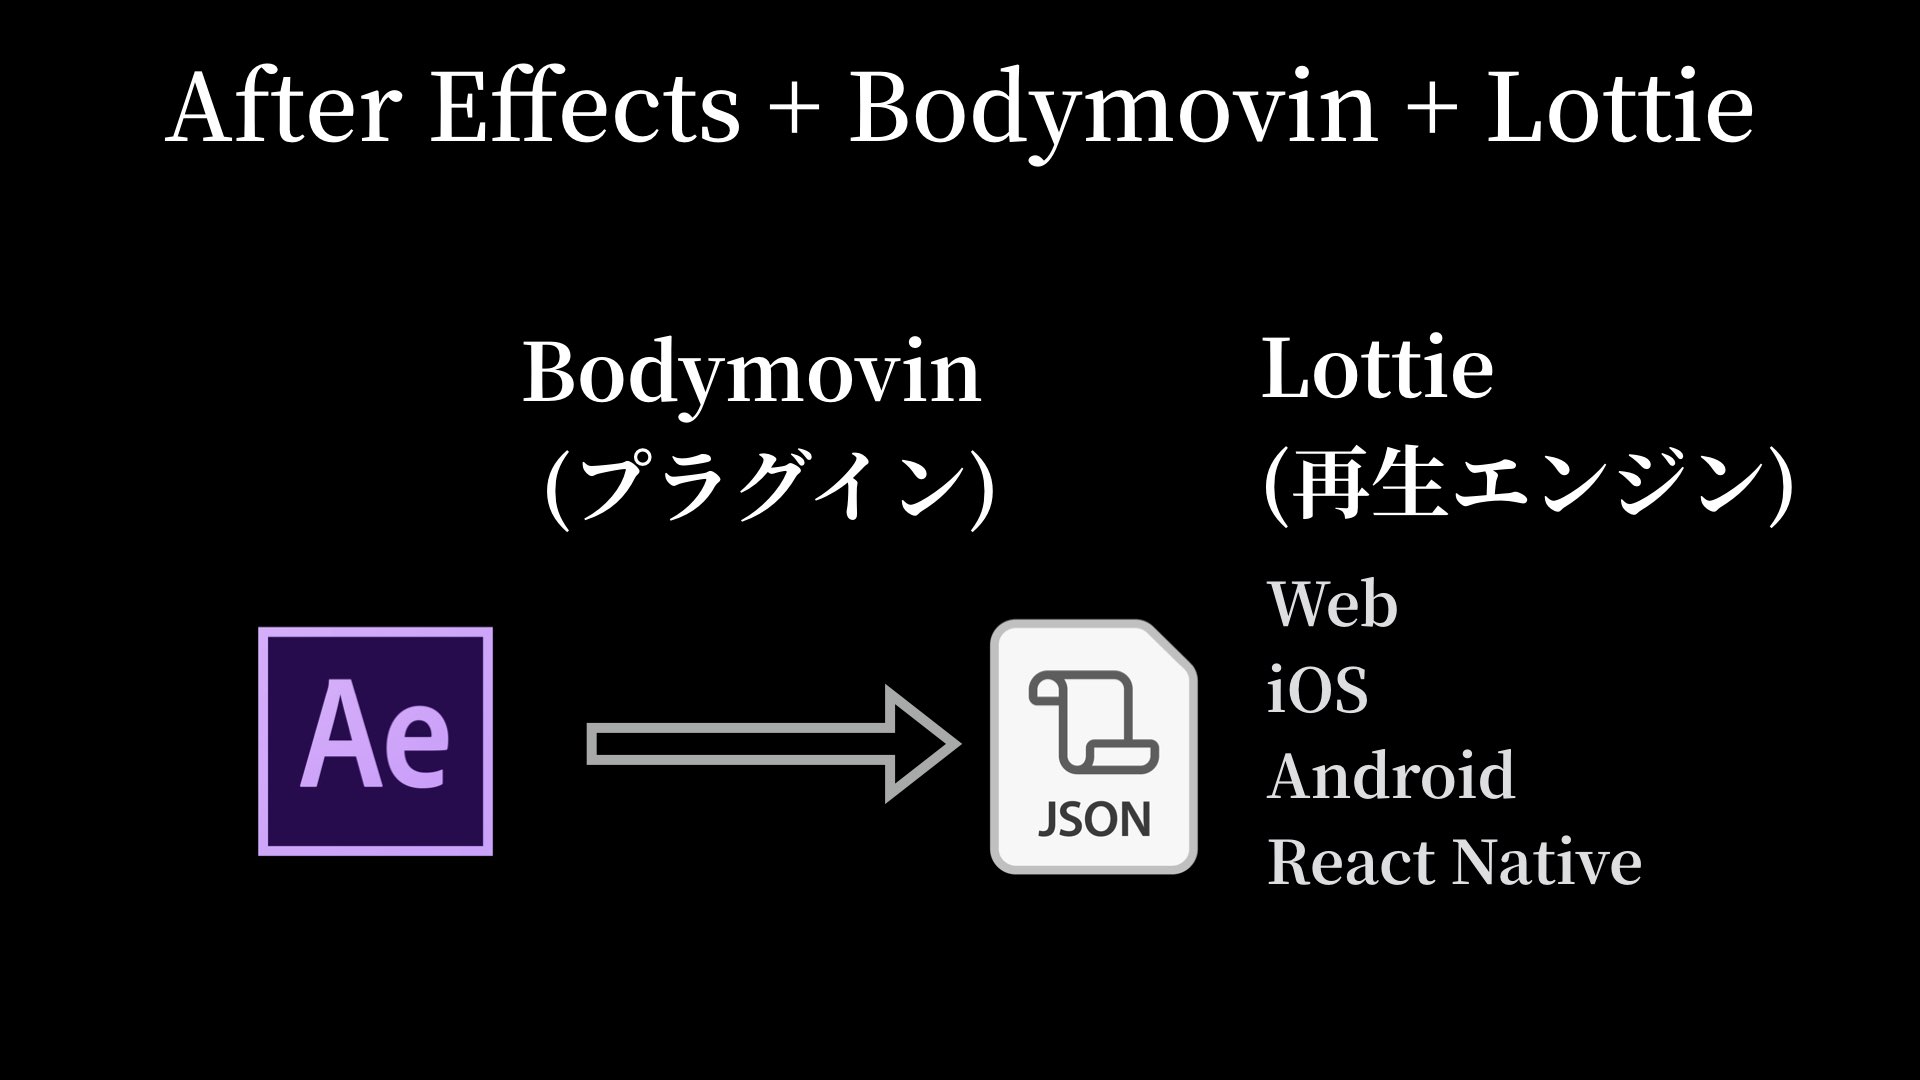 After Effects + Bodymovin + Lottie
Bodymovin
(プラグイン)
Lottie
(再生エンジン)
Web
iOS
Android
React Native
Ae
JSON